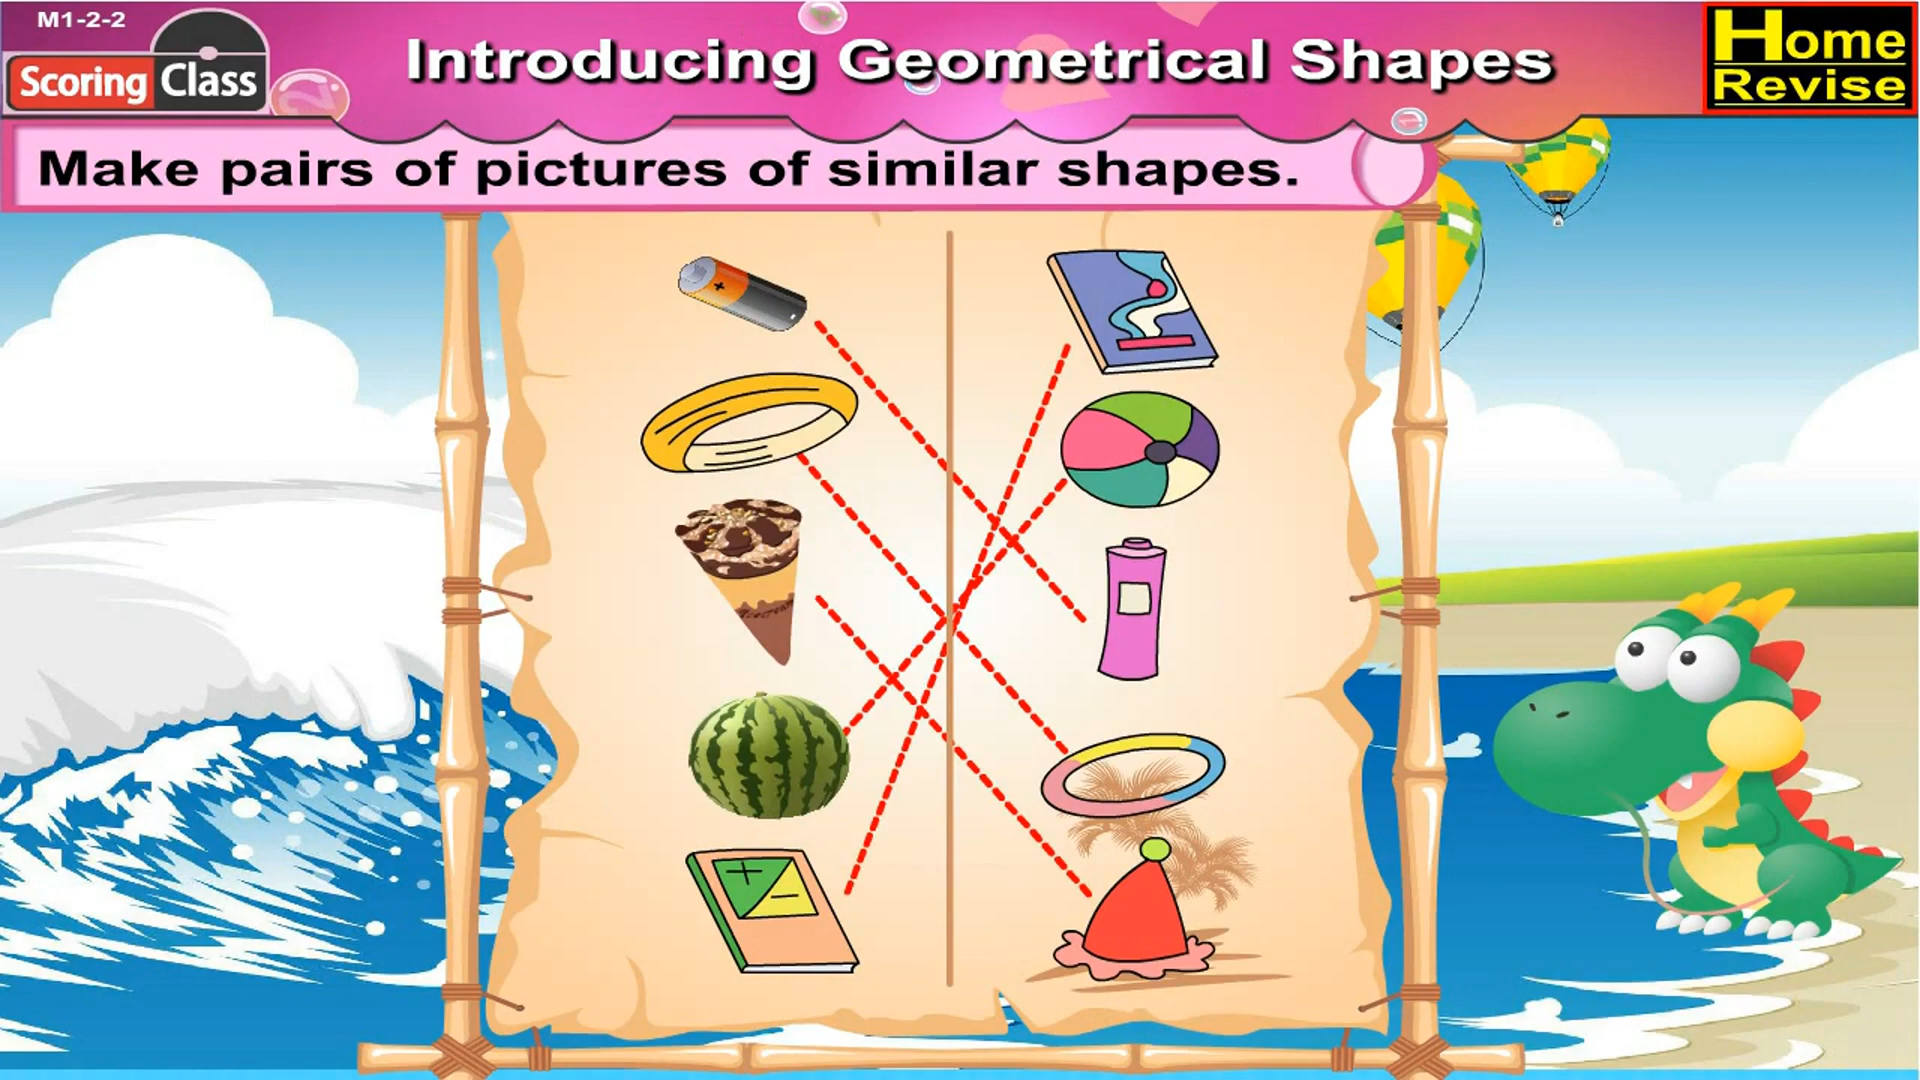 M1-2-2
Scoring Class
Introducing Geometrical Shapes
Home
Revise
Make pairs of pictures of similar shapes.